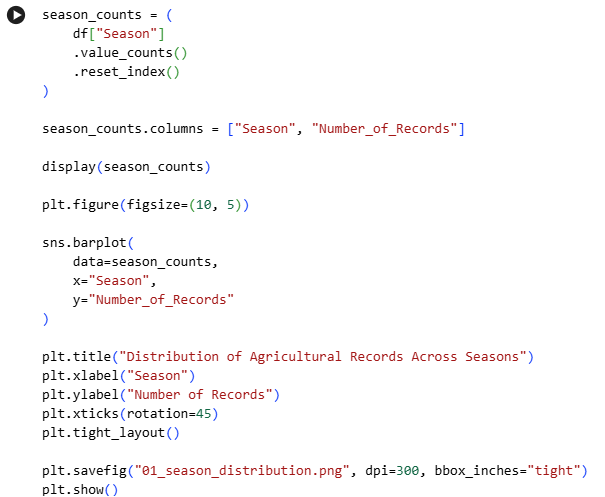 season_counts = (
    df["Season"]
    .value_counts()
    .reset_index()
)

season_counts.columns = ["Season", "Number_of_Records"]

display(season_counts)

plt.figure(figsize=(10, 5))

sns.barplot(
    data=season_counts,
    x="Season",
    y="Number_of_Records"
)

plt.title("Distribution of Agricultural Records Across Seasons")
plt.xlabel("Season")
plt.ylabel("Number of Records")
plt.xticks(rotation=45)
plt.tight_layout()

plt.savefig("01_season_distribution.png", dpi=300, bbox_inches="tight")
plt.show()